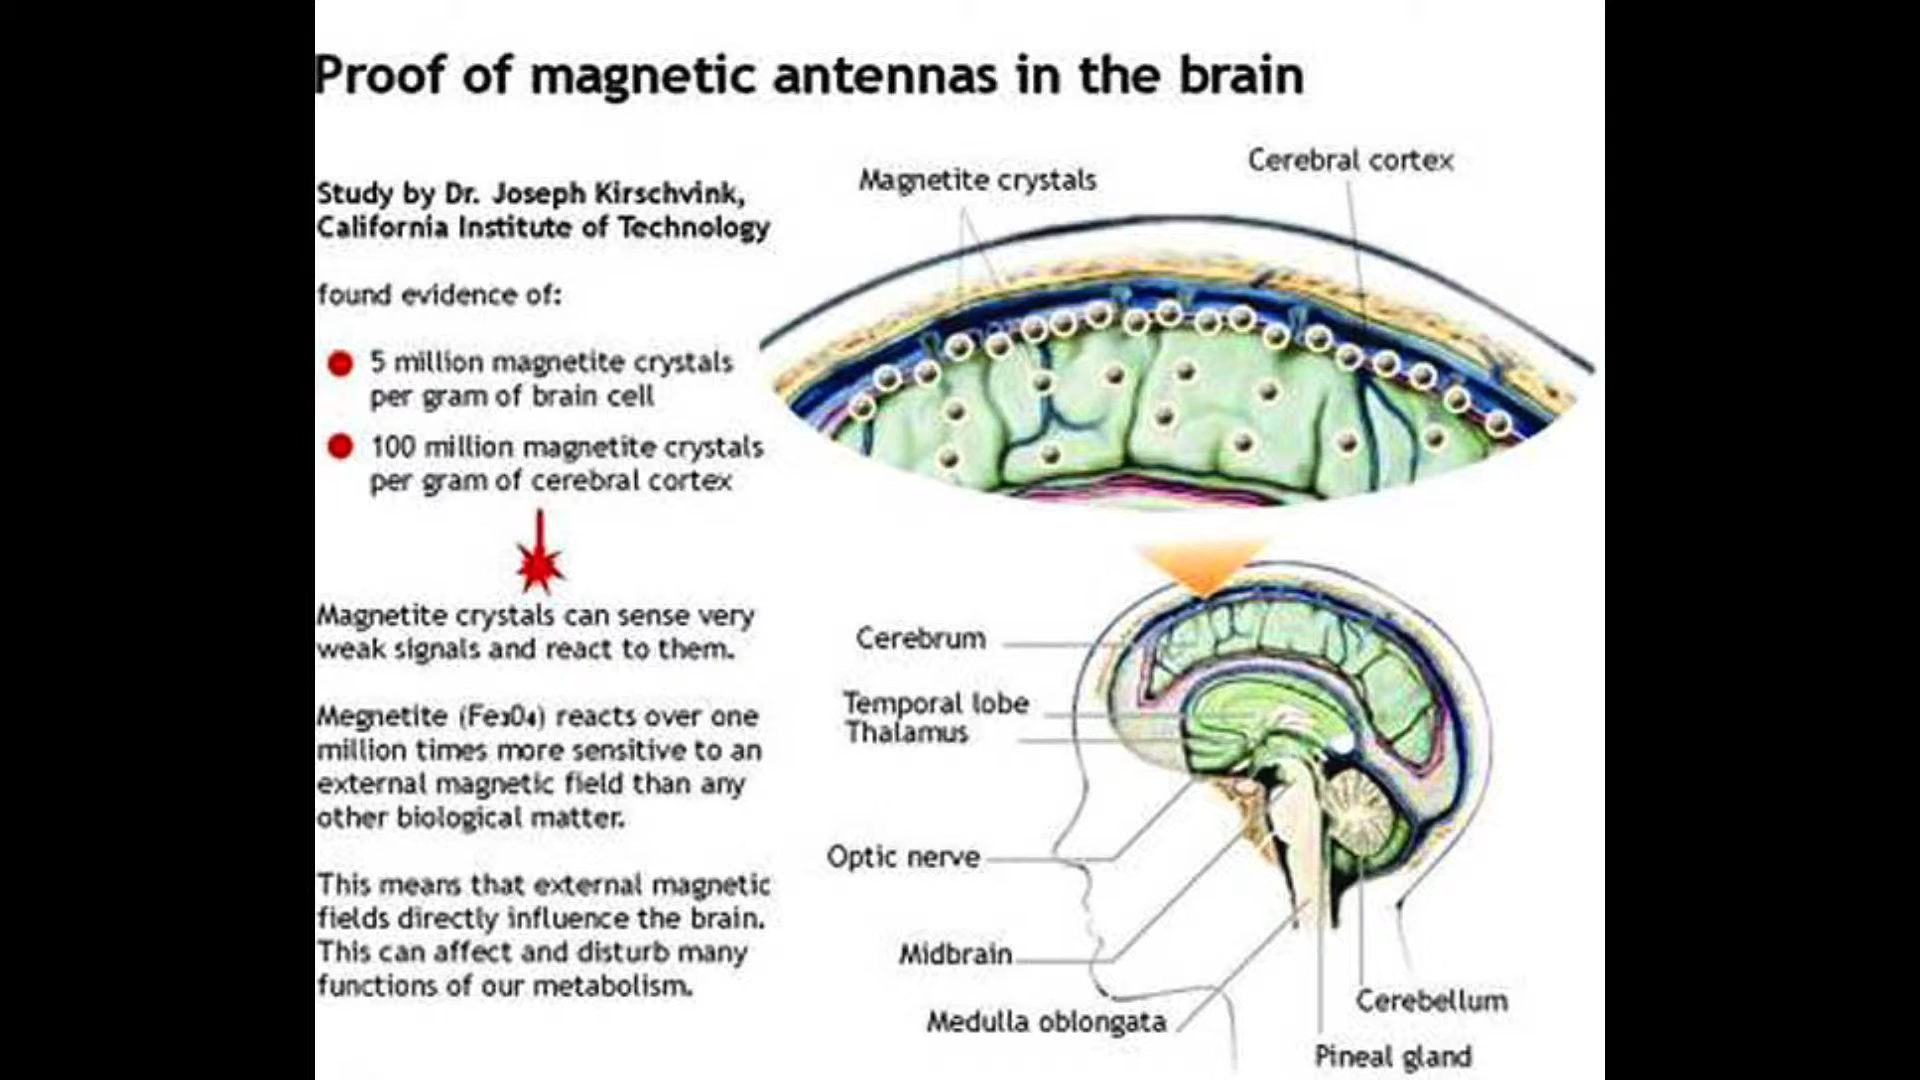 Proof of magnetic antennas in the brain
Study by Dr. Joseph Kirschvink,
California Institute of Technology
found evidence of:
5 million magnetite crystals
per gram of brain cell
100 million magnetite crystals
per gram of cerebral cortex
Magnetite crystals can sense very
weak signals and react to them.
Megnetite (Fe₃O₄) reacts over one
million times more sensitive to an
external magnetic field than any
other biological matter.
This means that external magnetic
fields directly influence the brain.
This can affect and disturb many
functions of our metabolism.
Magnetite crystals
Cerebral cortex
Cerebrum
Temporal lobe
Thalamus
Optic nerve
Midbrain
Medulla oblongata
Cerebellum
Pineal gland